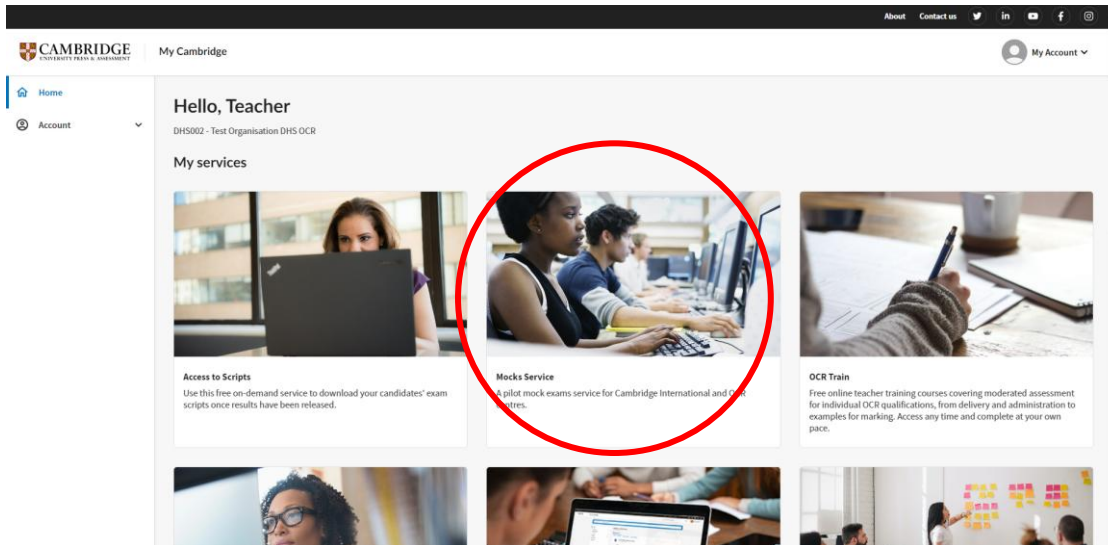 About Contact us
CAMBRIDGE
UNIVERSITY PRESS & ASSESSMENT
My Cambridge
My Account
Home
Account
Hello, Teacher
DHS002 - Test Organisation DHS OCR
My services
Access to Scripts
Use this free on-demand service to download your candidates' exam
scripts once results have been released.
Mocks Service
A pilot mock exams service for Cambridge International and OCR
Centres.
OCR Train
Free online teacher training courses covering moderated assessment
for individual OCR qualifications, from delivery and administration to
examples for marking. Access any time and complete at your own
pace.